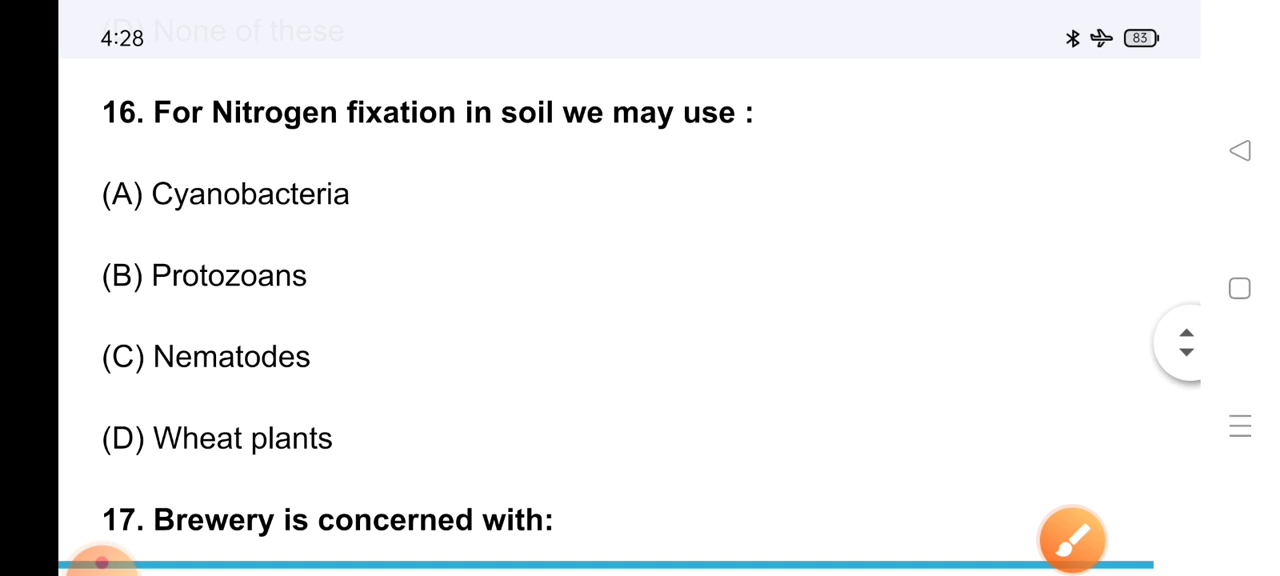 (D) None of these
4:28
83
16. For Nitrogen fixation in soil we may use :
(A) Cyanobacteria
(B) Protozoans
(C) Nematodes
(D) Wheat plants
17. Brewery is concerned with: